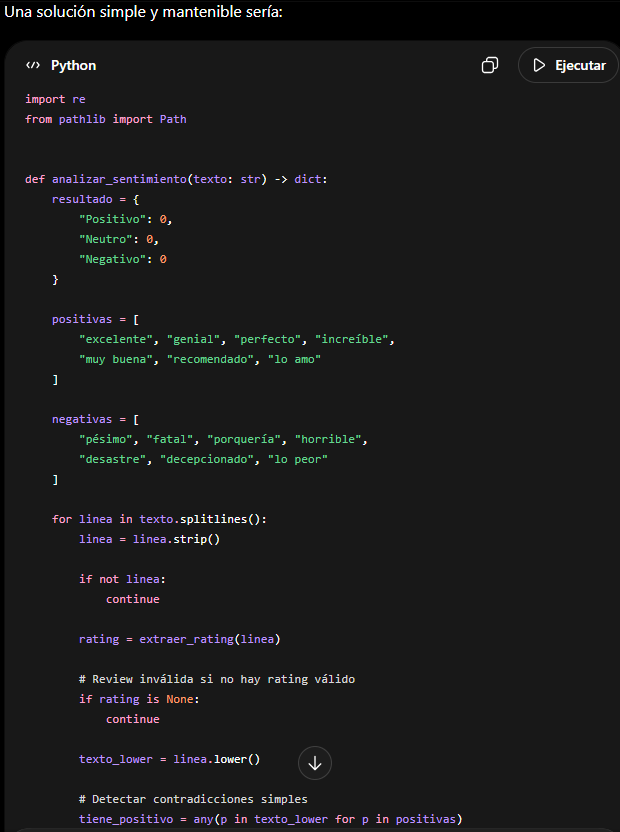 Una solución simple y mantenible sería:
Python
Ejecutar
import re
from pathlib import Path
def analizar_sentimiento(texto: str) -> dict:
    resultado = {
        "Positivo": 0,
        "Neutro": 0,
        "Negativo": 0
    }
    positivas = [
        "excelente", "genial", "perfecto", "increíble",
        "muy buena", "recomendado", "lo amo"
    ]
    negativas = [
        "pésimo", "fatal", "porquería", "horrible",
        "desastre", "decepcionado", "lo peor"
    ]
    for linea in texto.splitlines():
        linea = linea.strip()
        if not linea:
            continue
        rating = extraer_rating(linea)
        # Review inválida si no hay rating válido
        if rating is None:
            continue
        texto_lower = linea.lower()
        # Detectar contradicciones simples
        tiene_positivo = any(p in texto_lower for p in positivas)